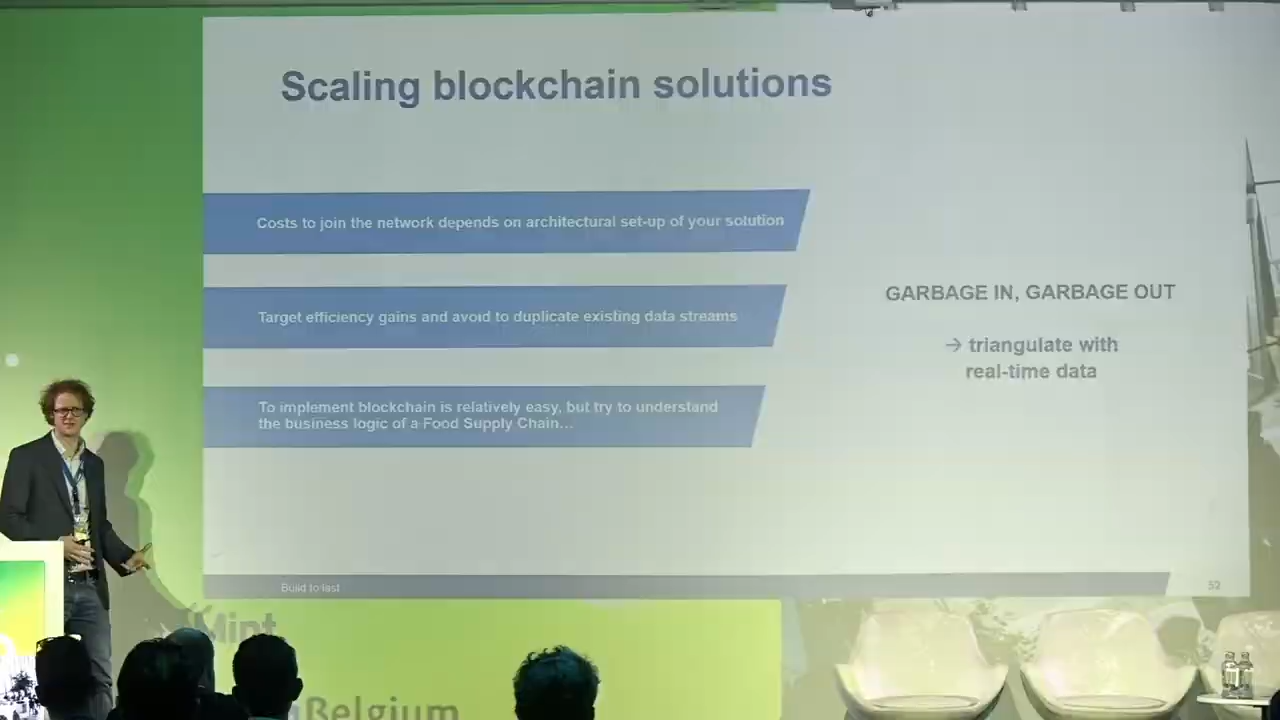 Scaling blockchain solutions
Costs to join the network depends on architectural set-up of your solution
Target efficiency gains and avoid to duplicate existing data streams
To implement blockchain is relatively easy, but try to understand
the business logic of a Food Supply Chain...
GARBAGE IN, GARBAGE OUT
→ triangulate with
real-time data
Build to last
52
Mint
Belgium